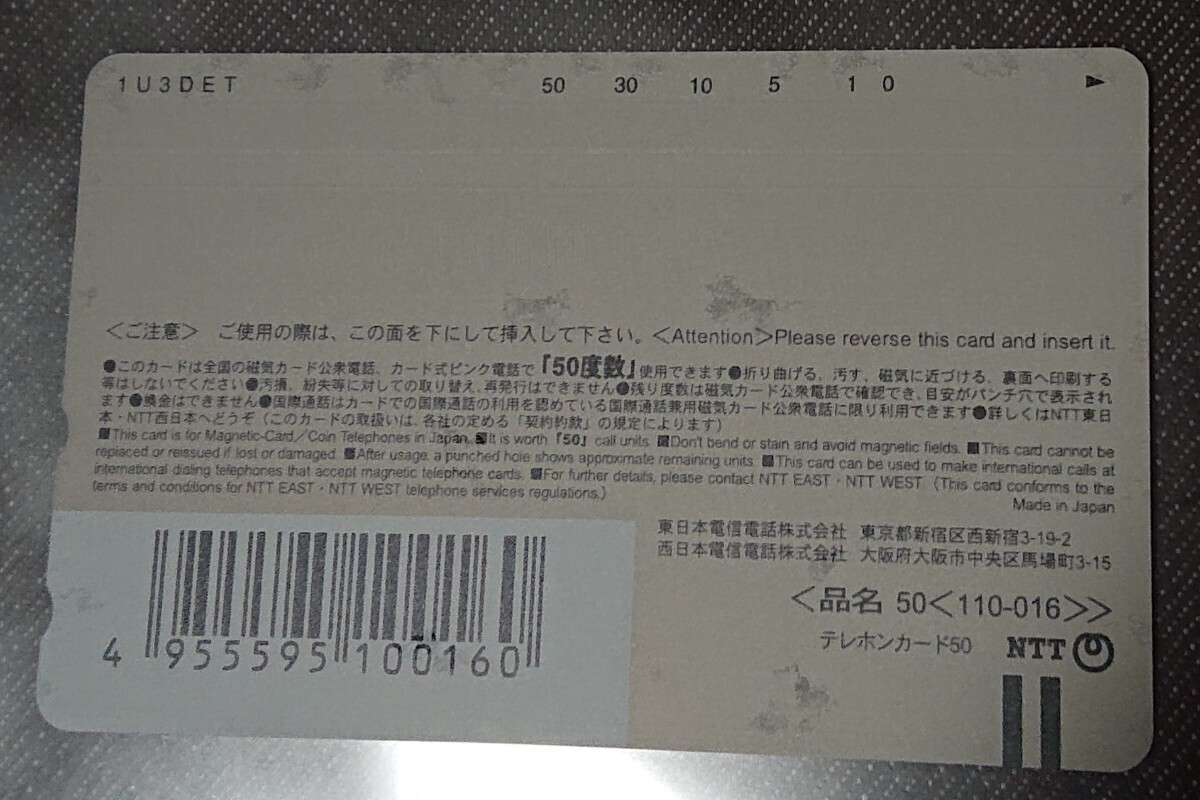 1U3DET 50 30 10 5 1 0
<ご注意> ご使用の際は、この面を下にして挿入して下さい。<Attention>Please reverse this card and insert it.
●このカードは全国の磁気カード公衆電話、カード式ピンク電話で『50度数』使用できます●折り曲げる、汚す、磁気に近づける、裏面へ印刷する
等はしないでください●汚損、紛失等に対しての取り替え、再発行はできません●残り度数は磁気カード公衆電話で確認でき、目安がパンチ穴で表示され
ます●換金はできません●国際通話はカードでの国際通話の利用を認めている国際通話兼用磁気カード公衆電話に限り利用できます●詳しくはNTT東日
本・NTT西日本へどうぞ(このカードの取扱いは、各社の定める「契約約款」の規定によります)
■This card is for Magnetic-Card/Coin Telephones in Japan. ■It is worth『50』call units. ■Don't bend or stain and avoid magnetic fields. ■This card cannot be
replaced or reissued if lost or damaged. ■After usage, a punched hole shows approximate remaining units. ■This card can be used to make international calls at
international dialing telephones that accept magnetic telephone cards. ■For further details, please contact NTT EAST・NTT WEST (This card conforms to the
terms and conditions for NTT EAST・NTT WEST telephone services regulations.)
Made in Japan
東日本電信電話株式会社 東京都新宿区西新宿3-19-2
西日本電信電話株式会社 大阪府大阪市中央区馬場町3-15
<品名 50<110-016>>
テレホンカード50 NTT
4 955595 100160